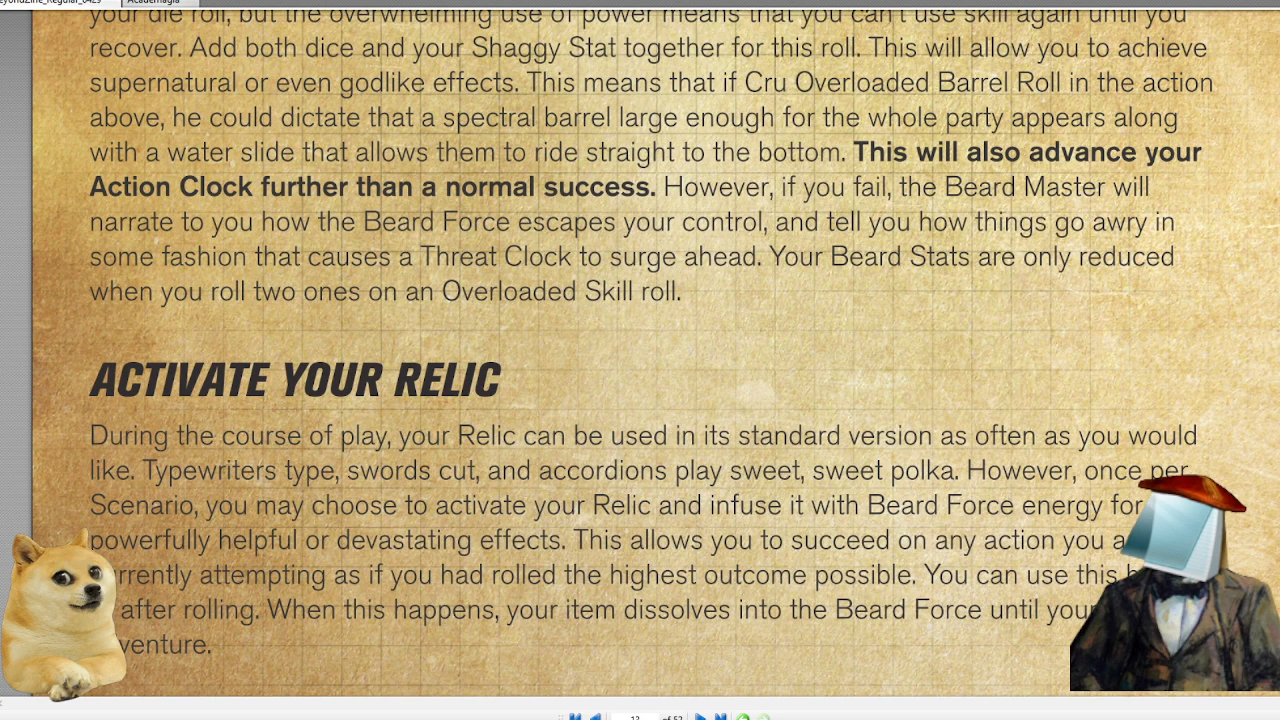 Academagia
your die roll, but the overwhelming use of power means that you can't use skill again until you
recover. Add both dice and your Shaggy Stat together for this roll. This will allow you to achieve
supernatural or even godlike effects. This means that if Cru Overloaded Barrel Roll in the action
above, he could dictate that a spectral barrel large enough for the whole party appears along
with a water slide that allows them to ride straight to the bottom. This will also advance your
Action Clock further than a normal success. However, if you fail, the Beard Master will
narrate to you how the Beard Force escapes your control, and tell you how things go awry in
some fashion that causes a Threat Clock to surge ahead. Your Beard Stats are only reduced
when you roll two ones on an Overloaded Skill roll.
ACTIVATE YOUR RELIC
During the course of play, your Relic can be used in its standard version as often as you would
like. Typewriters type, swords cut, and accordions play sweet, sweet polka. However, once per
Scenario, you may choose to activate your Relic and infuse it with Beard Force energy for
powerfully helpful or devastating effects. This allows you to succeed on any action you
rrently attempting as if you had rolled the highest outcome possible. You can use this
after rolling. When this happens, your item dissolves into the Beard Force until your
venture.
of 52